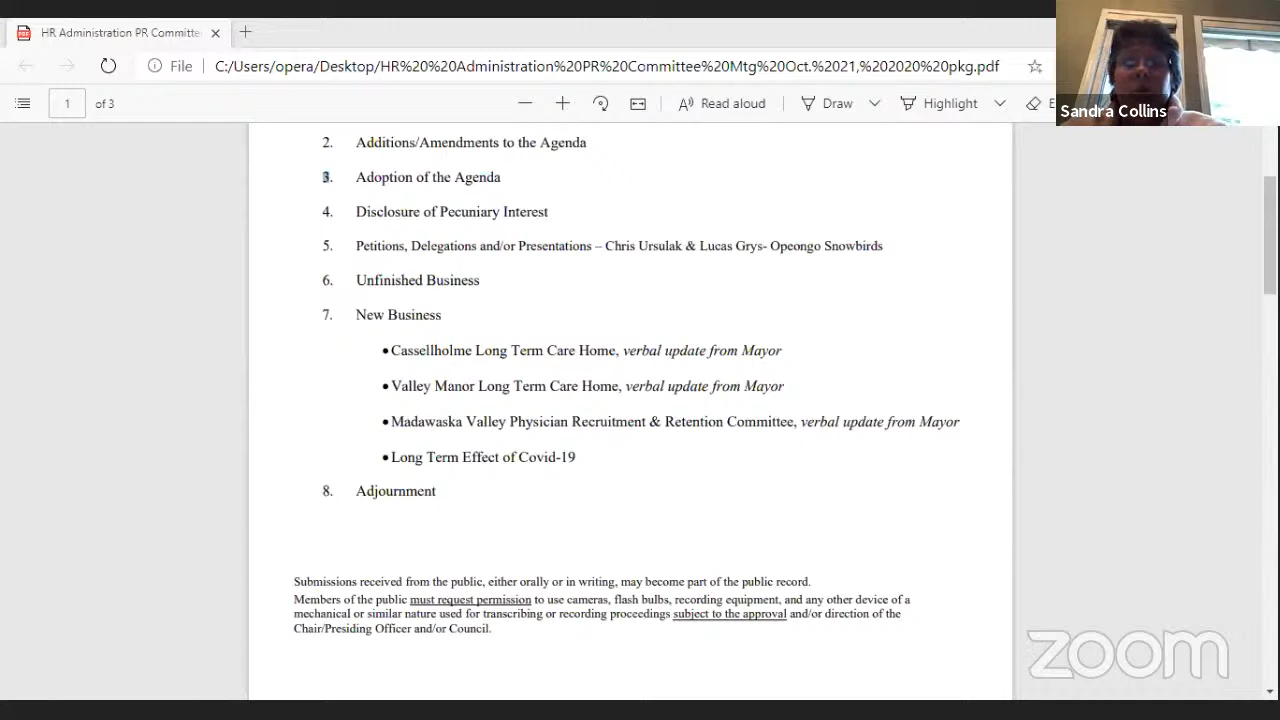 HR Administration PR Committe
File
C:/Users/opera/Desktop/HR%20%20Administration%20PR%20Committee%20Mtg%20Oct.%2021,%202020%20pkg.pdf
1 of 3
Read aloud
Draw
Highlight
E
Sandra Collins
2. Additions/Amendments to the Agenda
3. Adoption of the Agenda
4. Disclosure of Pecuniary Interest
5. Petitions, Delegations and/or Presentations – Chris Ursulak & Lucas Grys- Opeongo Snowbirds
6. Unfinished Business
7. New Business
•Cassellholme Long Term Care Home, verbal update from Mayor
•Valley Manor Long Term Care Home, verbal update from Mayor
•Madawaska Valley Physician Recruitment & Retention Committee, verbal update from Mayor
•Long Term Effect of Covid-19
8. Adjournment
Submissions received from the public, either orally or in writing, may become part of the public record.
Members of the public must request permission to use cameras, flash bulbs, recording equipment, and any other device of a
mechanical or similar nature used for transcribing or recording proceedings subject to the approval and/or direction of the
Chair/Presiding Officer and/or Council.
zoom